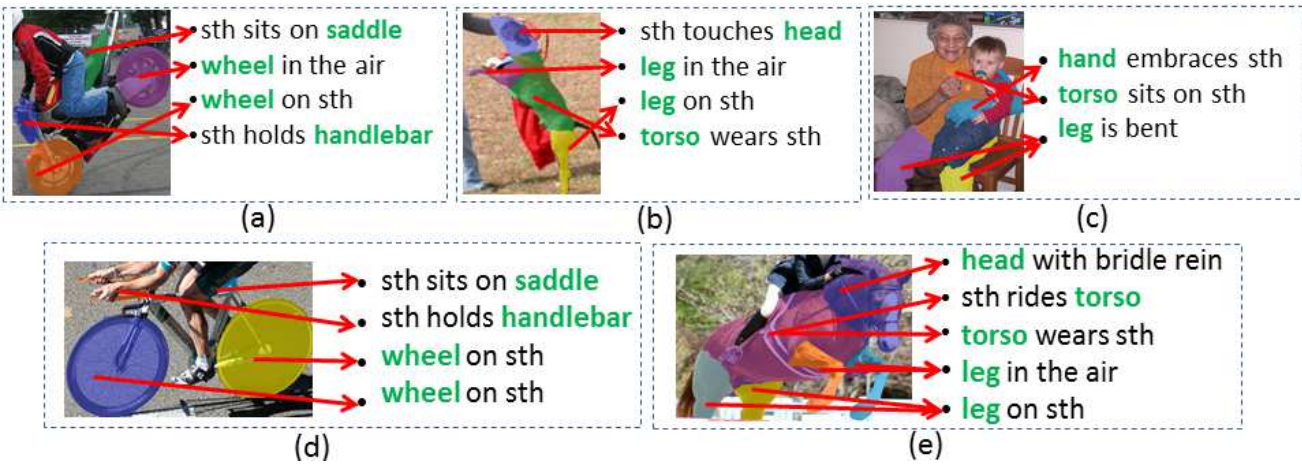 • sth sits on saddle
• wheel in the air
• wheel on sth
• sth holds handlebar
(a)
• sth touches head
• leg in the air
• leg on sth
• torso wears sth
(b)
• hand embraces sth
• torso sits on sth
• leg is bent
(c)
• sth sits on saddle
• sth holds handlebar
• wheel on sth
• wheel on sth
(d)
• head with bridle rein
• sth rides torso
• torso wears sth
• leg in the air
• leg on sth
(e)